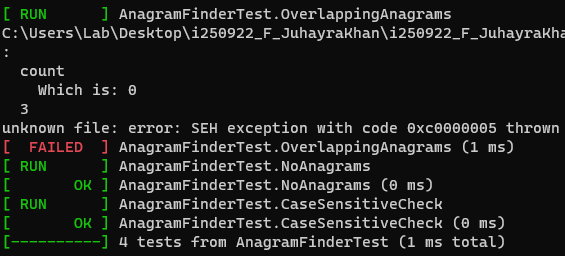 [ RUN      ] AnagramFinderTest.OverlappingAnagrams
C:\Users\Lab\Desktop\i250922_F_JuhayraKhan\i250922_F_JuhayraKha
:
  count
    Which is: 0
  3
unknown file: error: SEH exception with code 0xc0000005 thrown
[  FAILED  ] AnagramFinderTest.OverlappingAnagrams (1 ms)
[ RUN      ] AnagramFinderTest.NoAnagrams
[       OK ] AnagramFinderTest.NoAnagrams (0 ms)
[ RUN      ] AnagramFinderTest.CaseSensitiveCheck
[       OK ] AnagramFinderTest.CaseSensitiveCheck (0 ms)
[----------] 4 tests from AnagramFinderTest (1 ms total)